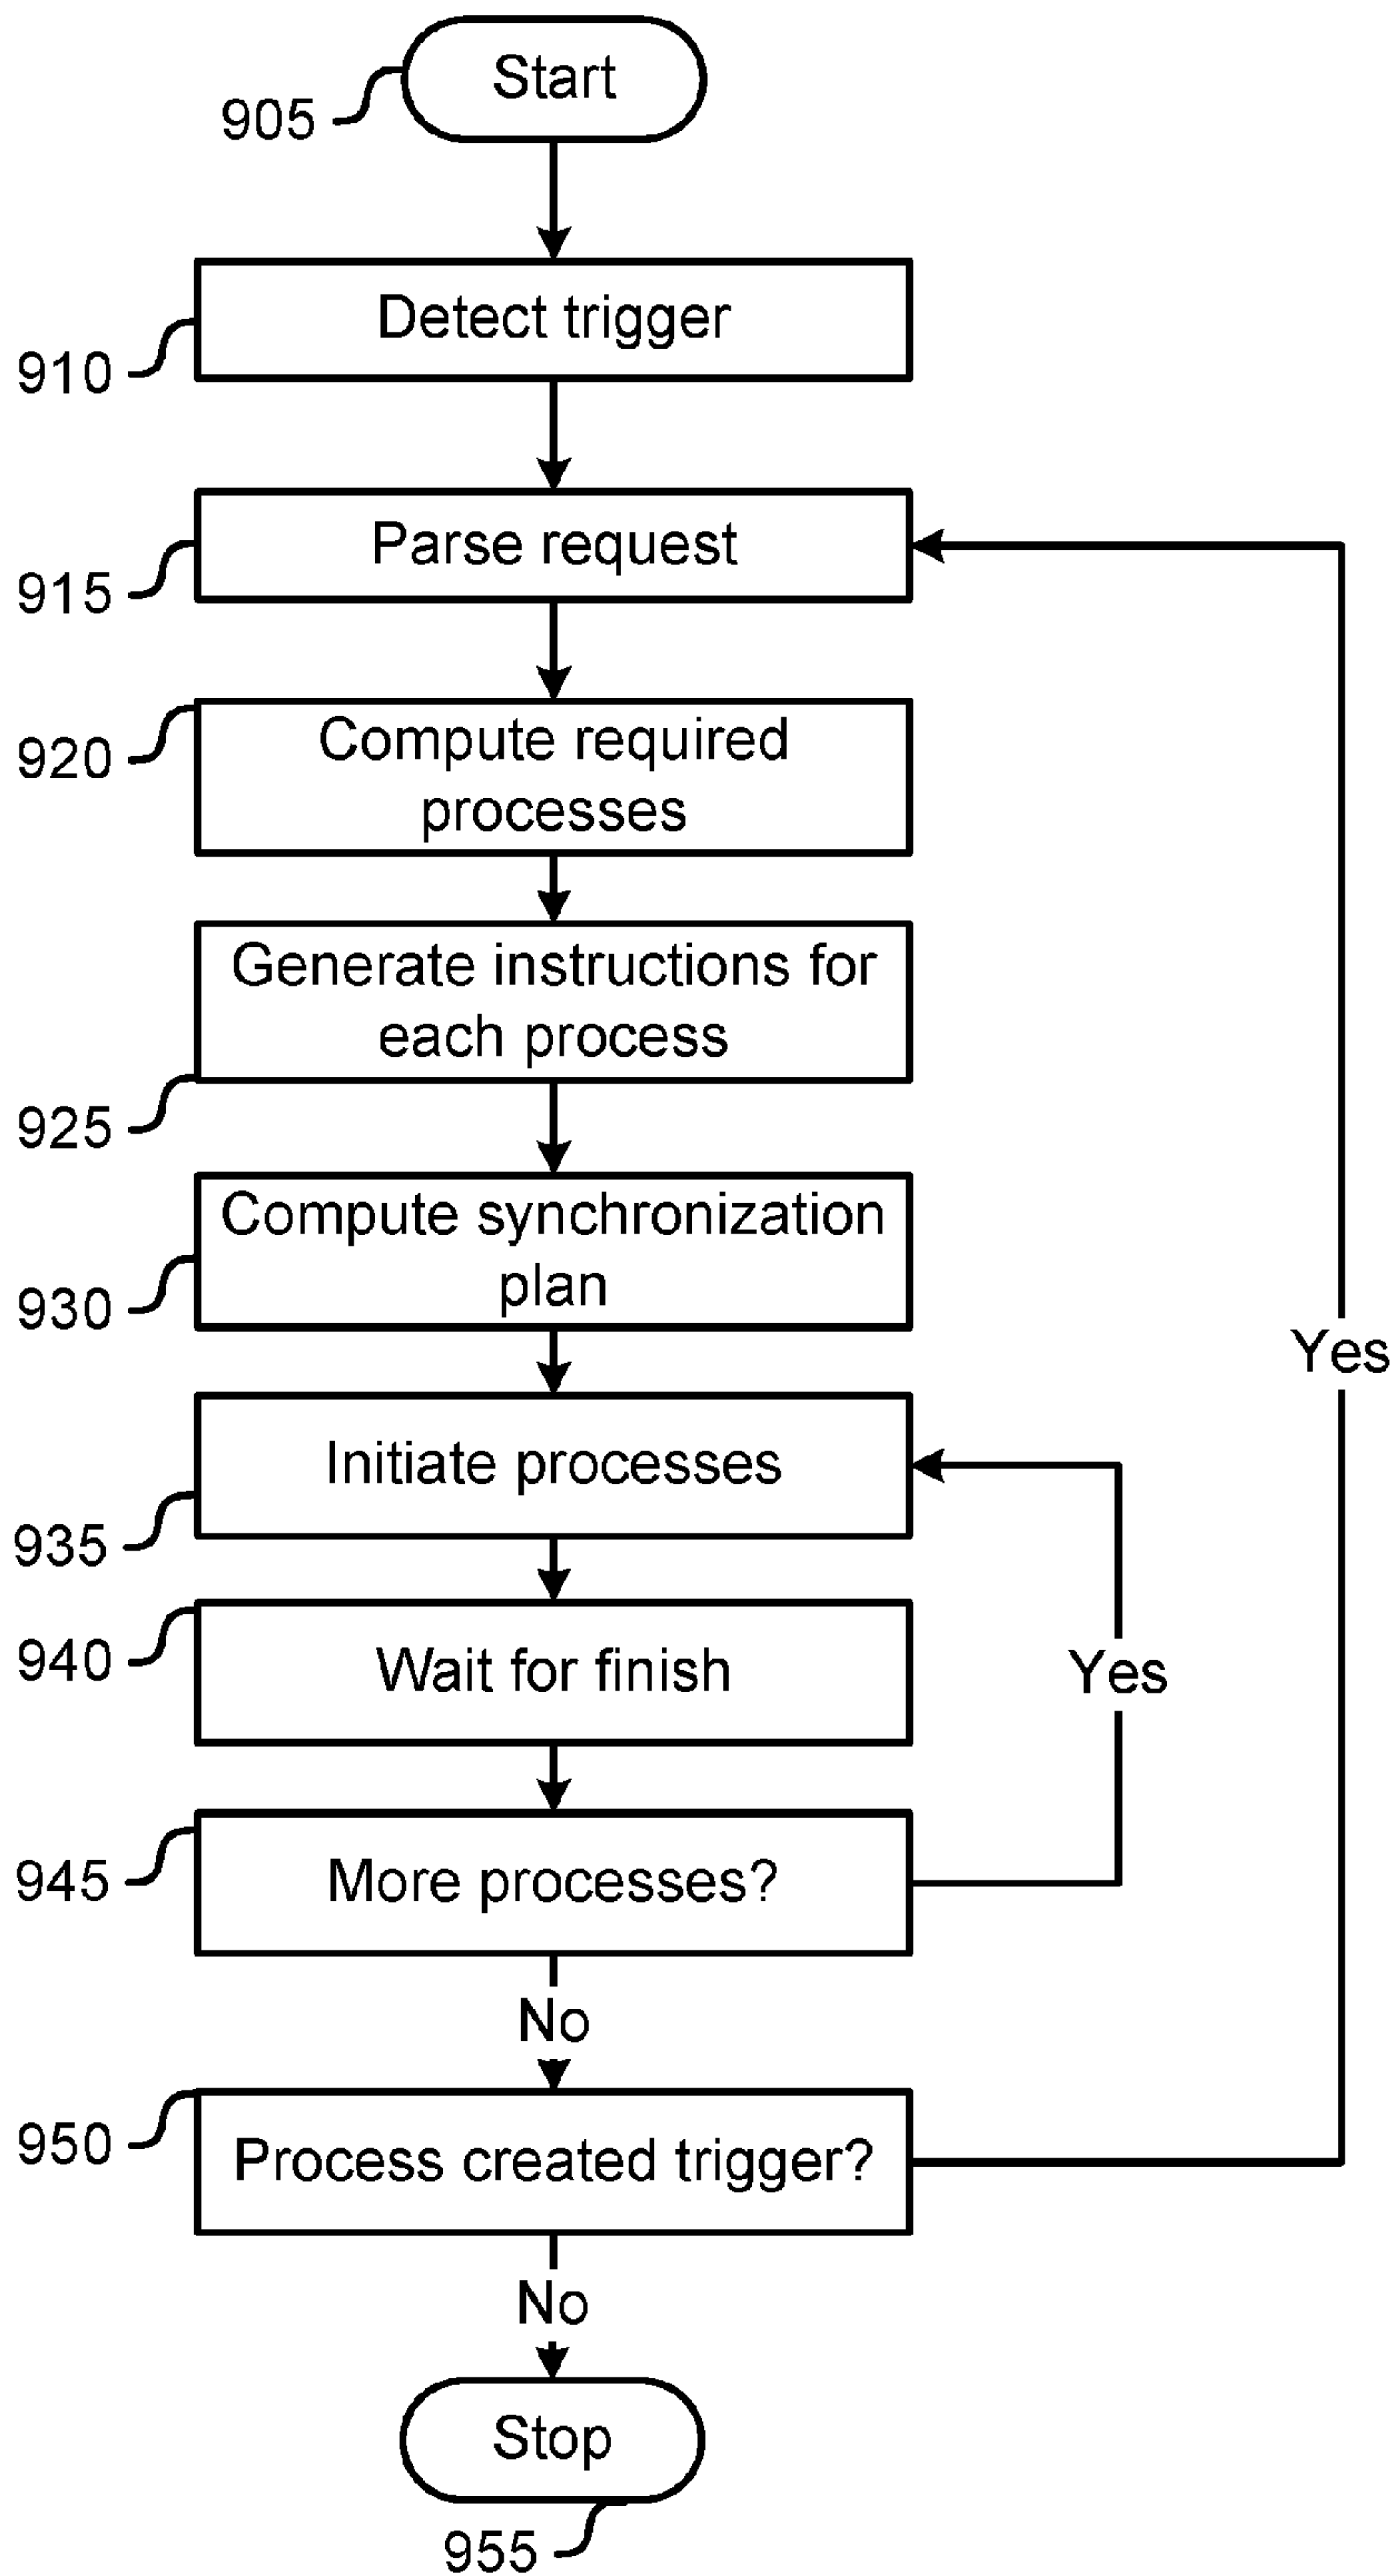 Start
905
Detect trigger
910
Parse request
915
Compute required
processes
920
Generate instructions for
each process
925
Compute synchronization
plan
930
Yes
Initiate processes
935
Wait for finish
940
Yes
More processes?
945
No
Process created trigger?
950
No
Stop
955